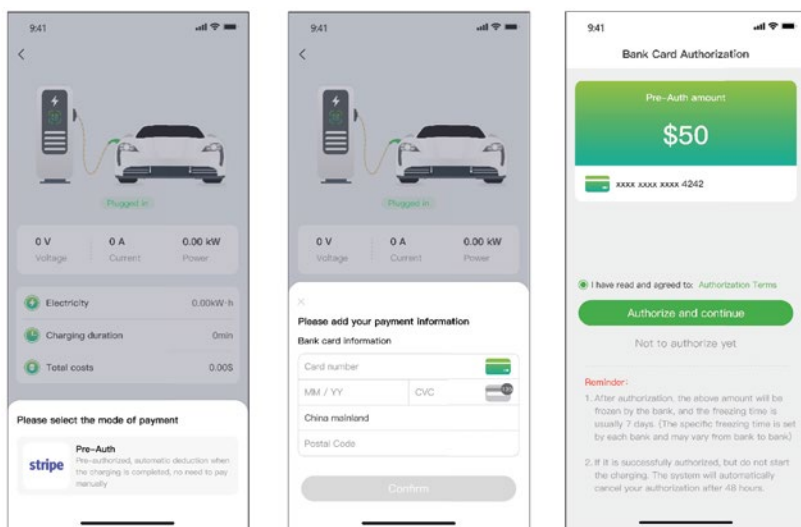 9:41
Plugged in
0 V
0 A
0.00 kW
Voltage
Current
Power
Electricity
0.00kW·h
Charging duration
0min
Total costs
0.00$
Please select the mode of payment
stripe
Pre-Auth
Pre-authorized, automatic deduction when
the charging is completed, no need to pay
manually
9:41
Plugged in
0 V
0 A
0.00 kW
Voltage
Current
Power
Please add your payment information
Bank card information
Card number
MM / YY
CVC
China mainland
Postal Code
Confirm
9:41
Bank Card Authorization
Pre-Auth amount
$50
xxxx xxxx xxxx 4242
I have read and agreed to: Authorization Terms
Authorize and continue
Not to authorize yet
Reminder:
1. After authorization, the above amount will be
frozen by the bank, and the freezing time is
usually 7 days. (The specific freezing time is set
by each bank and may vary from bank to bank)
2. If it is successfully authorized, but do not start
the charging. The system will automatically
cancel your authorization after 48 hours.